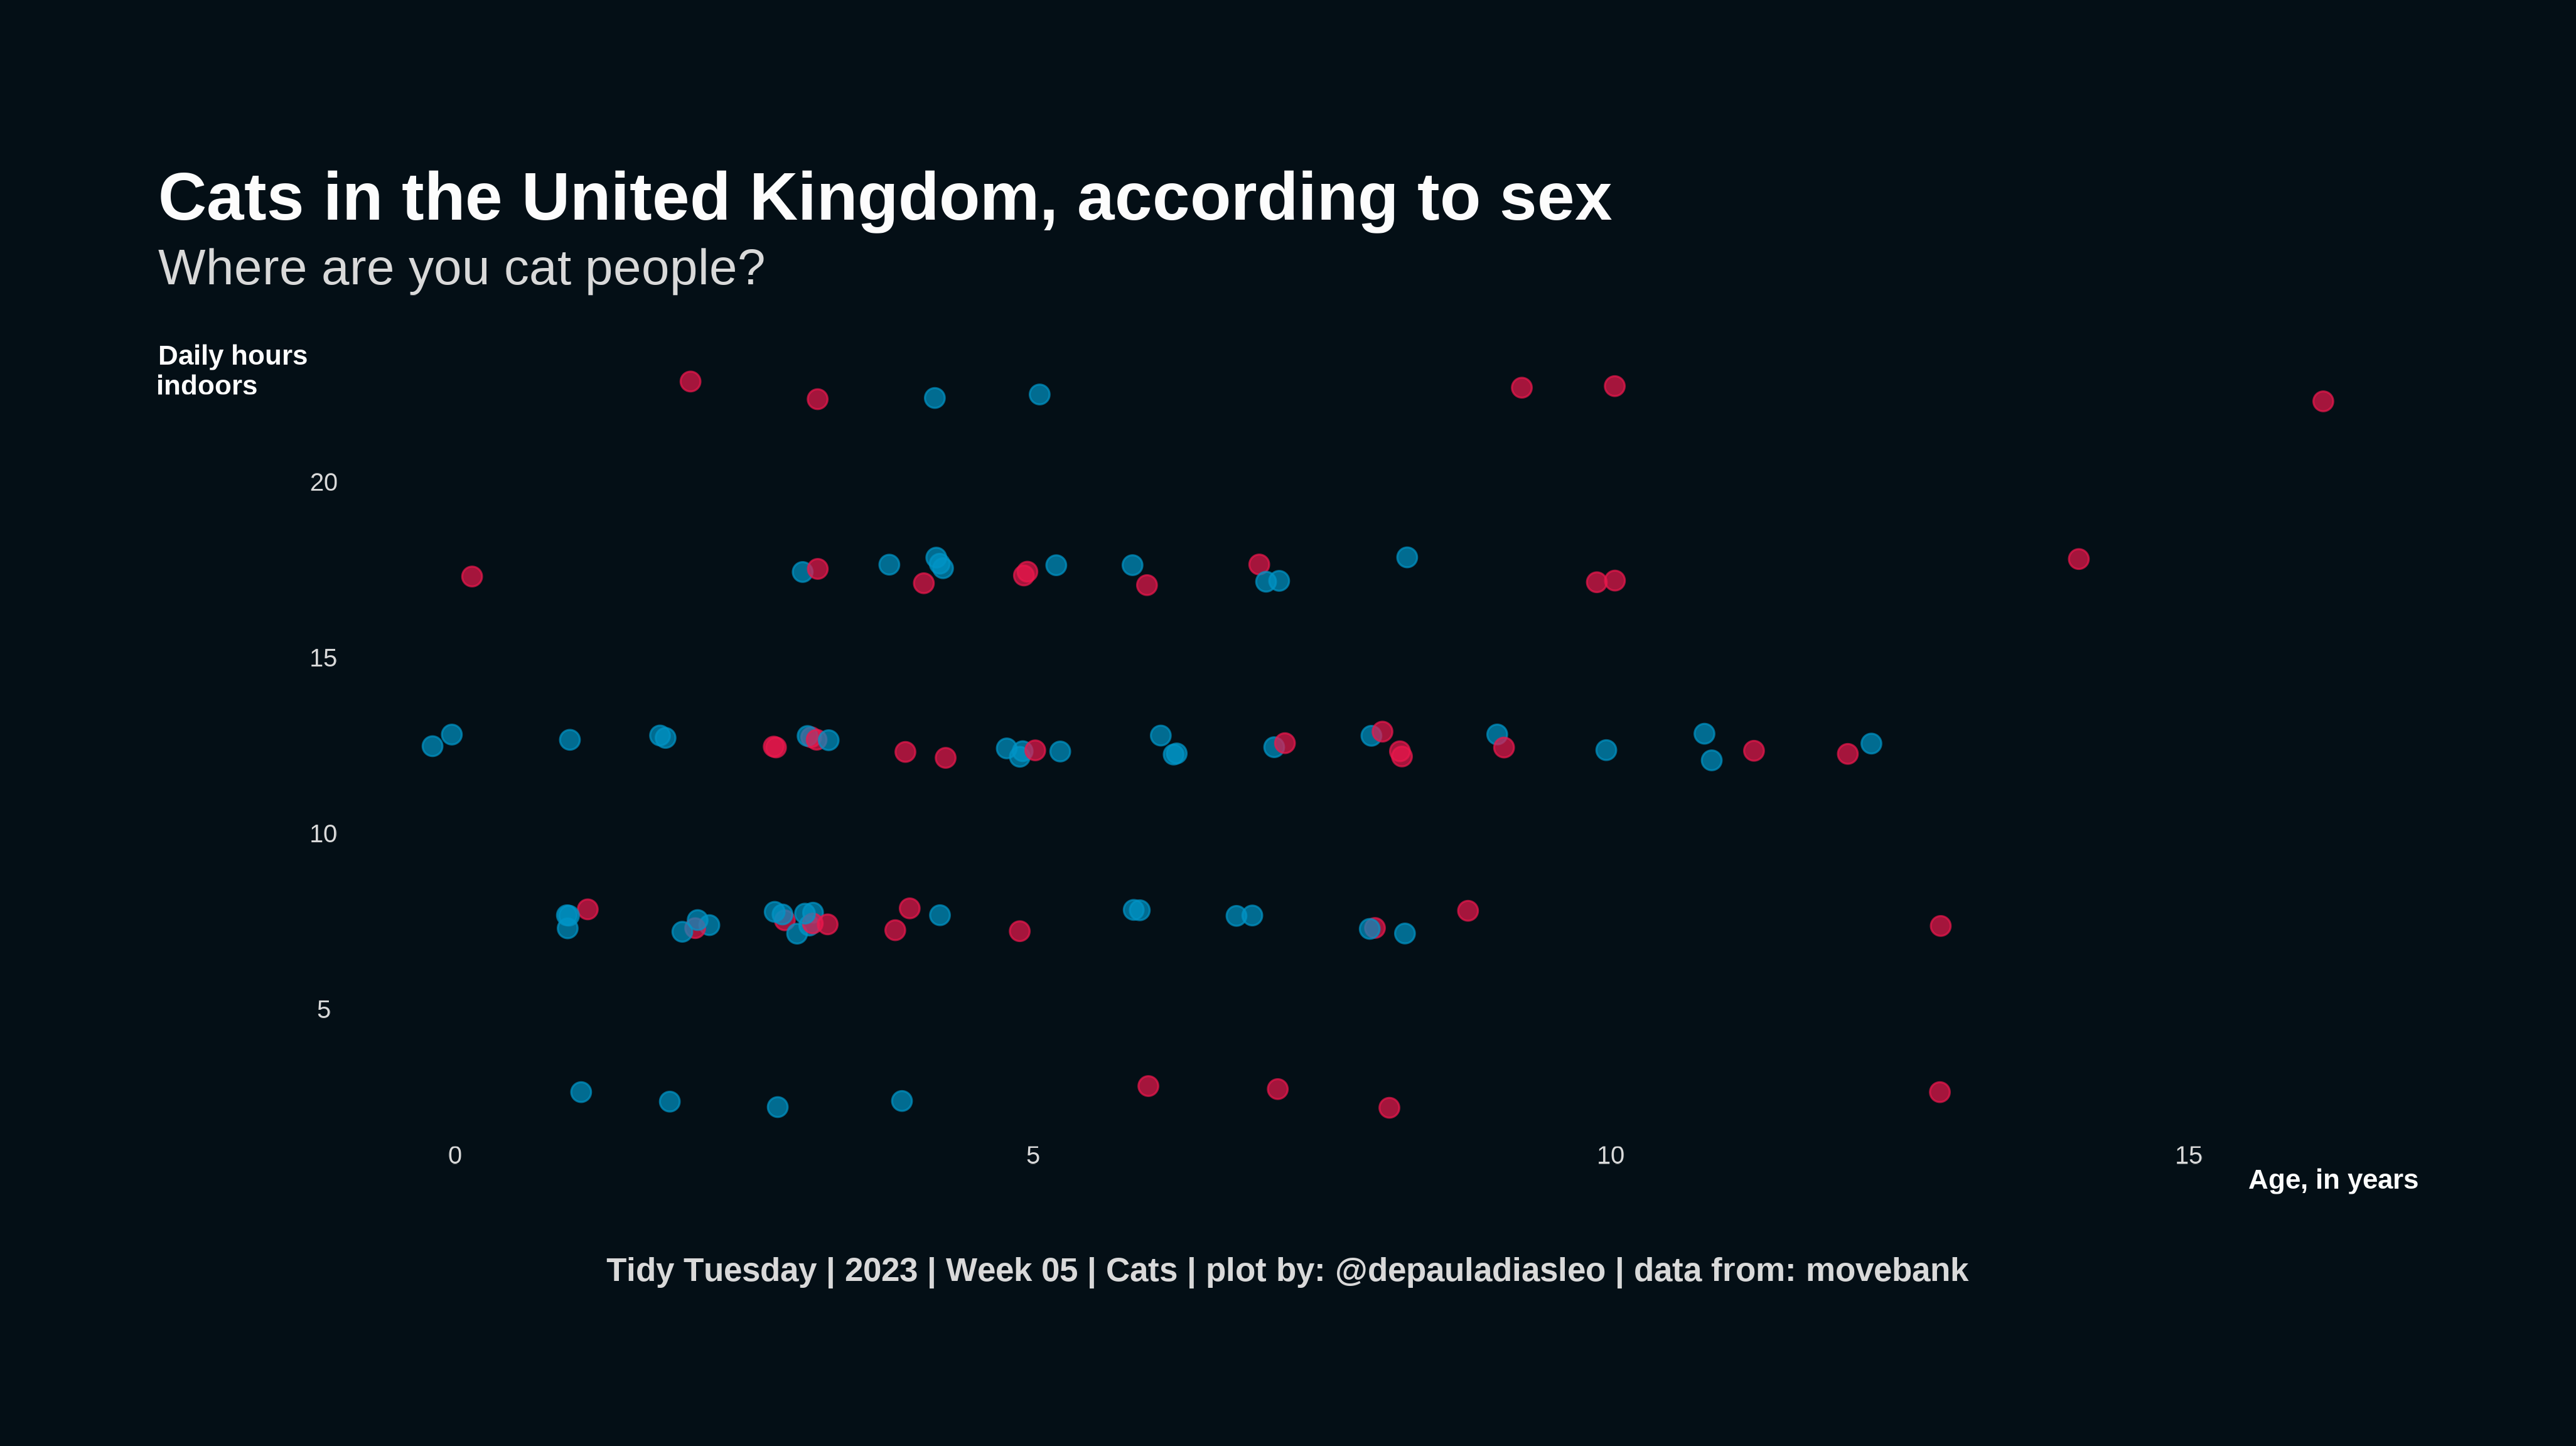 Cats in the United Kingdom, according to sex
Where are you cat people?
Daily hours
indoors
20
15
10
5
0
5
10
15
Age, in years
Tidy Tuesday | 2023 | Week 05 | Cats | plot by: @depauladiasleo | data from: movebank